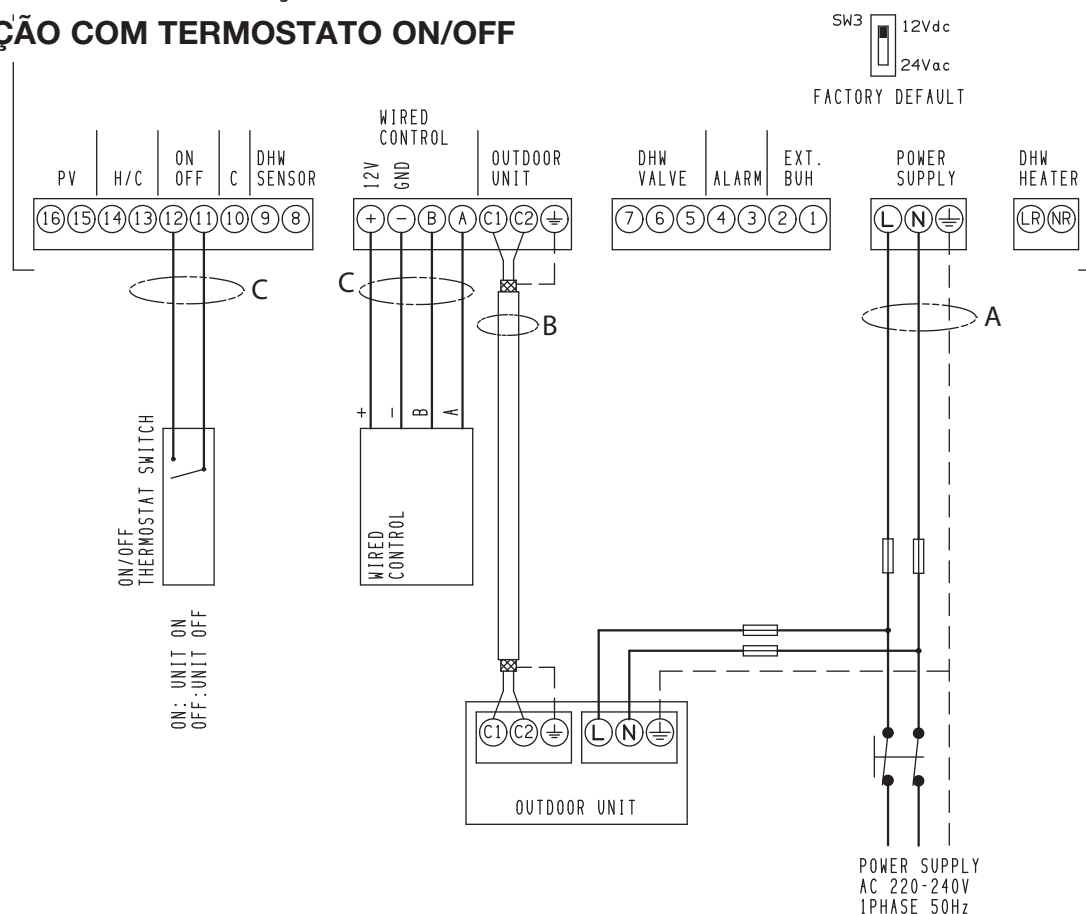 ÇÃO COM TERMOSTATO ON/OFF
SW3
12Vdc
24Vac
FACTORY DEFAULT
PV
H/C
ON
OFF
C
DHW
SENSOR
WIRED
CONTROL
12V
GND
OUTDOOR
UNIT
DHW
VALVE
ALARM
EXT.
BUH
POWER
SUPPLY
DHW
HEATER
16 15 14 13 12 11 10 9 8
+ − B A C1 C2
7 6 5 4 3 2 1
L N
LR NR
C
C
B
A
+ − B A
ON/OFF
THERMOSTAT SWITCH
WIRED
CONTROL
ON: UNIT ON
OFF:UNIT OFF
C1 C2
L N
OUTDOOR UNIT
POWER SUPPLY
AC 220-240V
1PHASE 50Hz